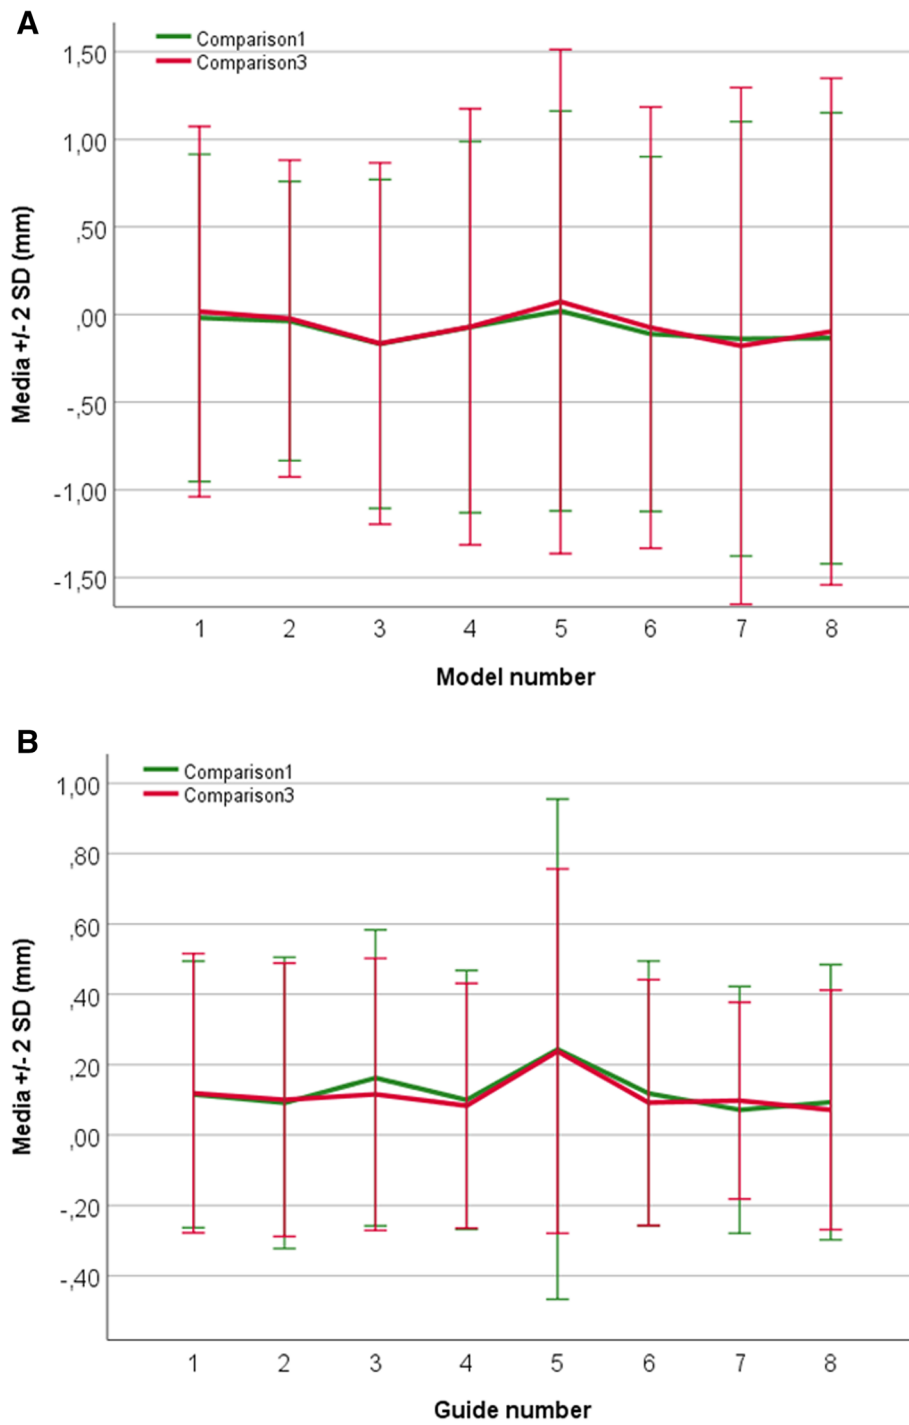 A
Comparison1
Comparison3
Media +/- 2 SD (mm)
1,50
1,00
,50
,00
-,50
-1,00
-1,50
1 2 3 4 5 6 7 8
Model number
B
Comparison1
Comparison3
Media +/- 2 SD (mm)
1,00
,80
,60
,40
,20
,00
-,20
-,40
1 2 3 4 5 6 7 8
Guide number